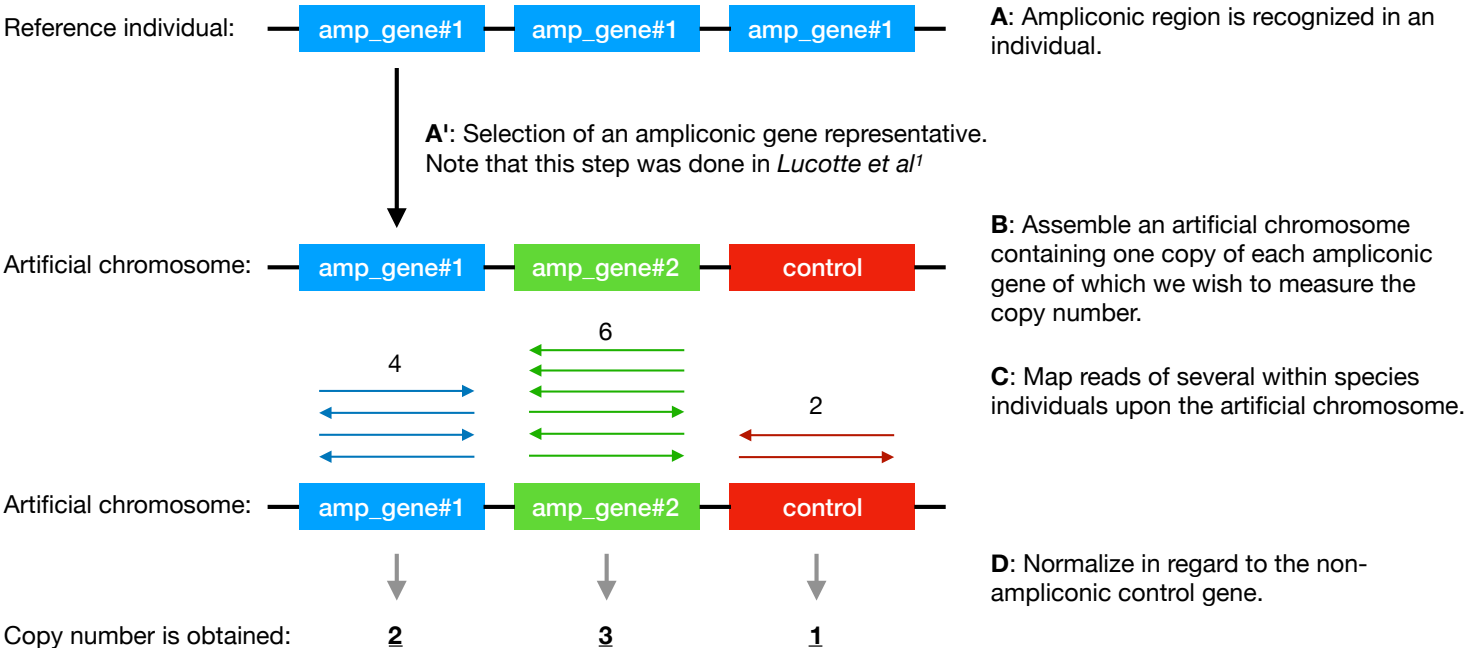 Reference individual:
amp_gene#1 amp_gene#1 amp_gene#1
A: Ampliconic region is recognized in an
individual.
A': Selection of an ampliconic gene representative.
Note that this step was done in Lucotte et al¹
Artificial chromosome:
amp_gene#1 amp_gene#2 control
B: Assemble an artificial chromosome
containing one copy of each ampliconic
gene of which we wish to measure the
copy number.
4 6 2
C: Map reads of several within species
individuals upon the artificial chromosome.
Artificial chromosome:
amp_gene#1 amp_gene#2 control
D: Normalize in regard to the non-
ampliconic control gene.
Copy number is obtained: 2 3 1